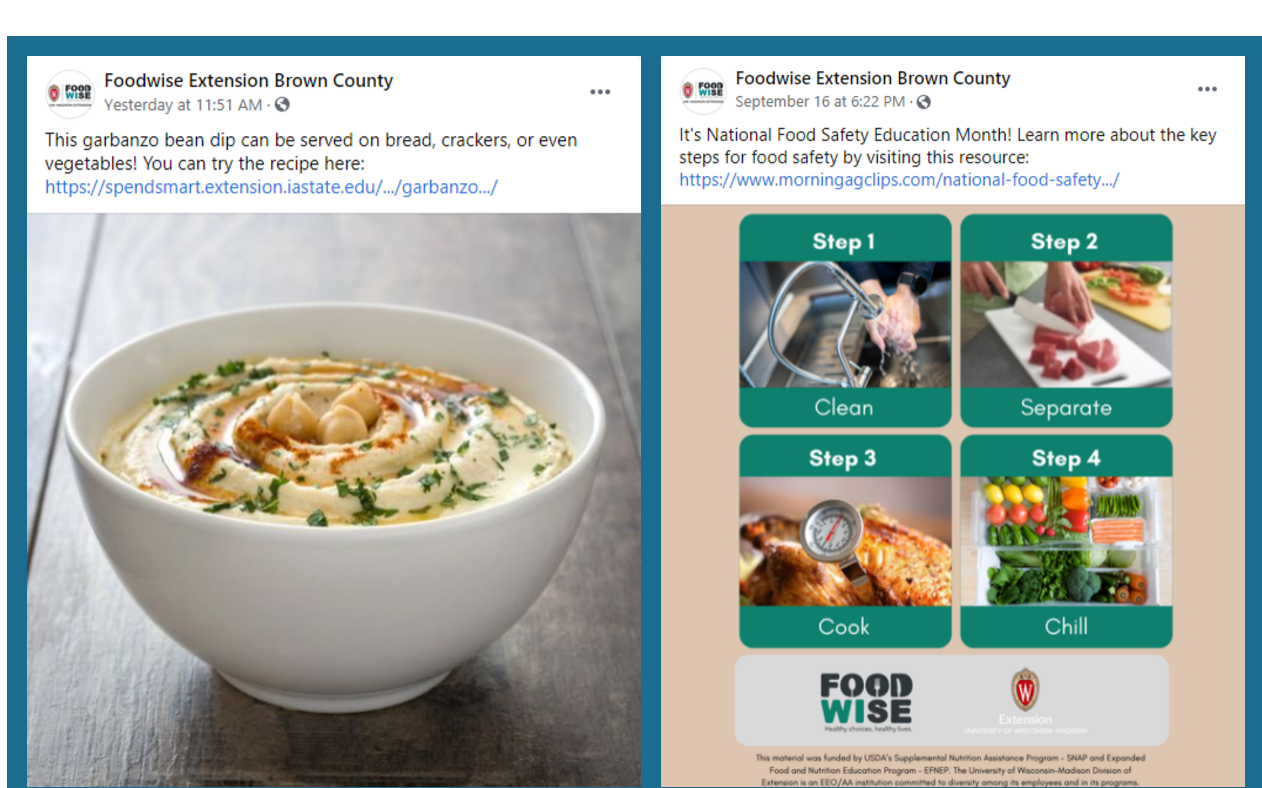 Foodwise Extension Brown County
Yesterday at 11:51 AM ·
This garbanzo bean dip can be served on bread, crackers, or even
vegetables! You can try the recipe here:
https://spendsmart.extension.iastate.edu/.../garbanzo.../
FOOD
WISE
Foodwise Extension Brown County
September 16 at 6:22 PM ·
It's National Food Safety Education Month! Learn more about the key
steps for food safety by visiting this resource:
https://www.morningagclips.com/national-food-safety.../
FOOD
WISE
Step 1
Clean
Step 2
Separate
Step 3
Cook
Step 4
Chill
FOOD
WISE
Healthy choices, healthy lives.
W
Extension
UNIVERSITY OF WISCONSIN-MADISON
This material was funded by USDA's Supplemental Nutrition Assistance Program - SNAP and Expanded
Food and Nutrition Education Program - EFNEP. The University of Wisconsin-Madison Division of
Extension is an EEO/AA institution committed to diversity among its employees and in its programs.